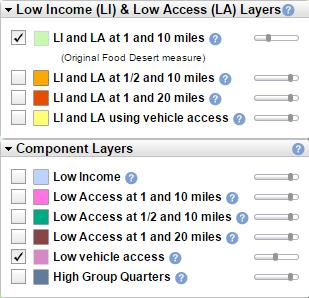 Low Income (LI) & Low Access (LA) Layers ?
LI and LA at 1 and 10 miles ?
(Original Food Desert measure)
LI and LA at 1/2 and 10 miles ?
LI and LA at 1 and 20 miles ?
LI and LA using vehicle access ?
Component Layers ?
Low Income ?
Low Access at 1 and 10 miles ?
Low Access at 1/2 and 10 miles ?
Low Access at 1 and 20 miles ?
Low vehicle access ?
High Group Quarters ?